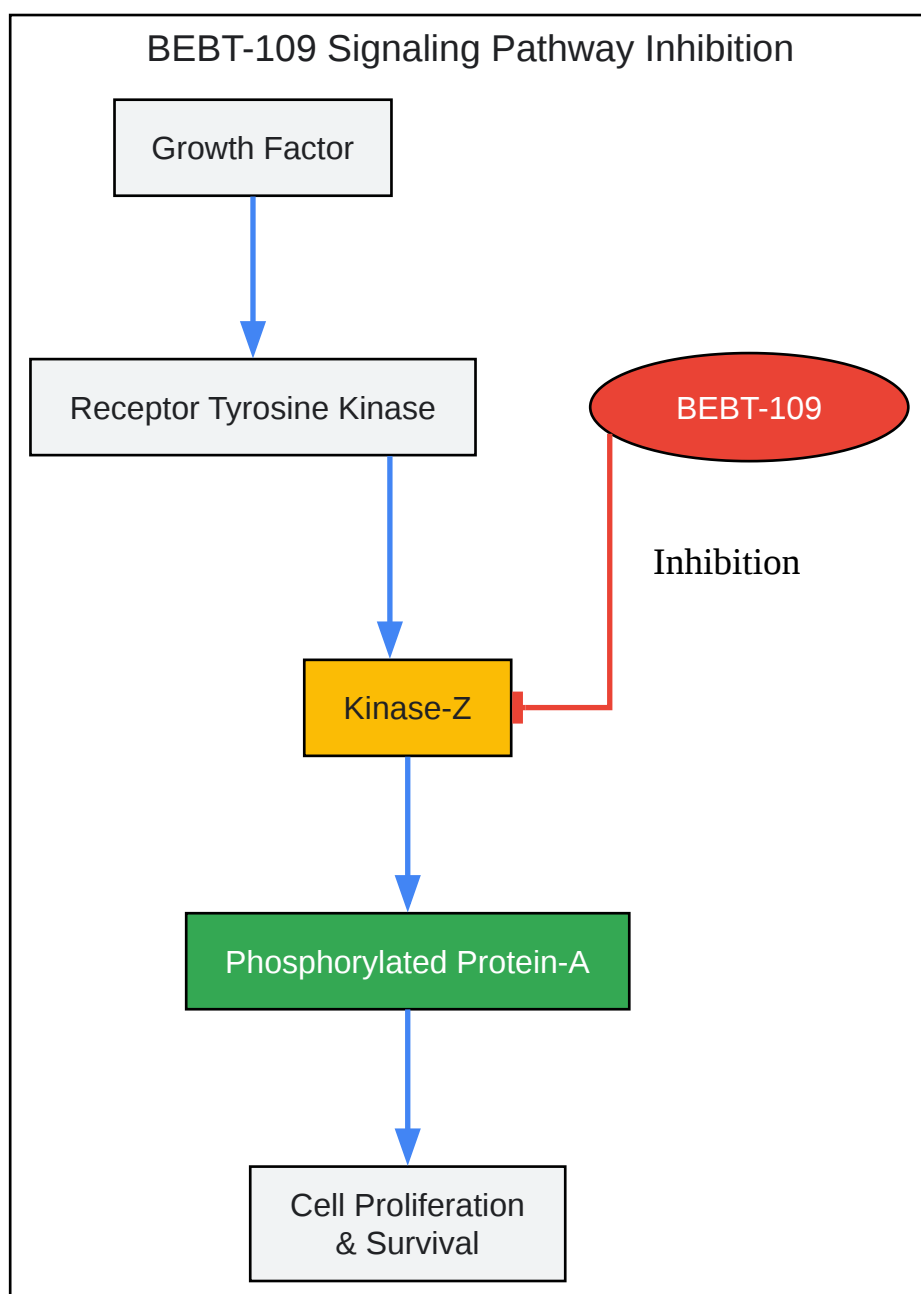 BEBT-109 Signaling Pathway Inhibition
Growth Factor
Receptor Tyrosine Kinase
BEBT-109
Inhibition
Kinase-Z
Phosphorylated Protein-A
Cell Proliferation
& Survival